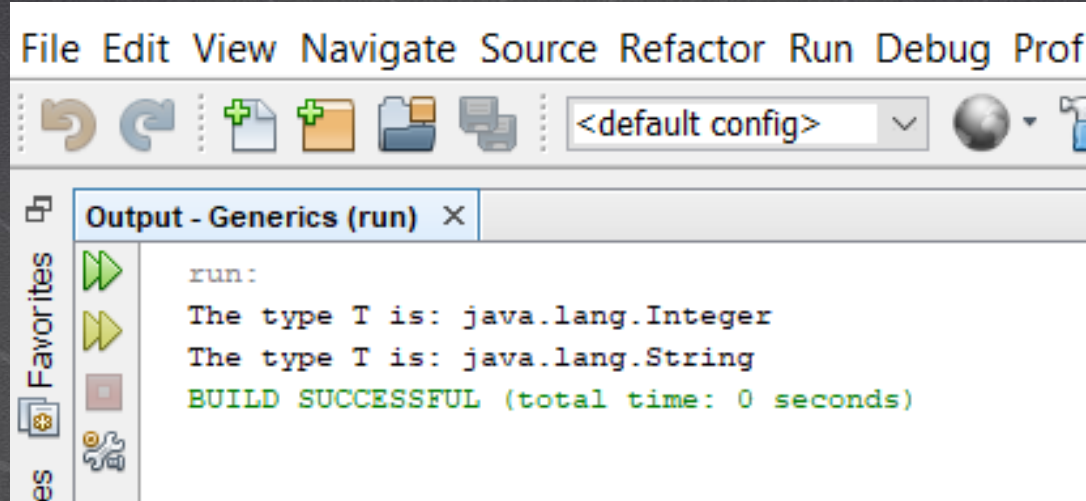 File Edit View Navigate Source Refactor Run Debug Prof
<default config>
Output - Generics (run)
Favorites
run:
The type T is: java.lang.Integer
The type T is: java.lang.String
BUILD SUCCESSFUL (total time: 0 seconds)
es